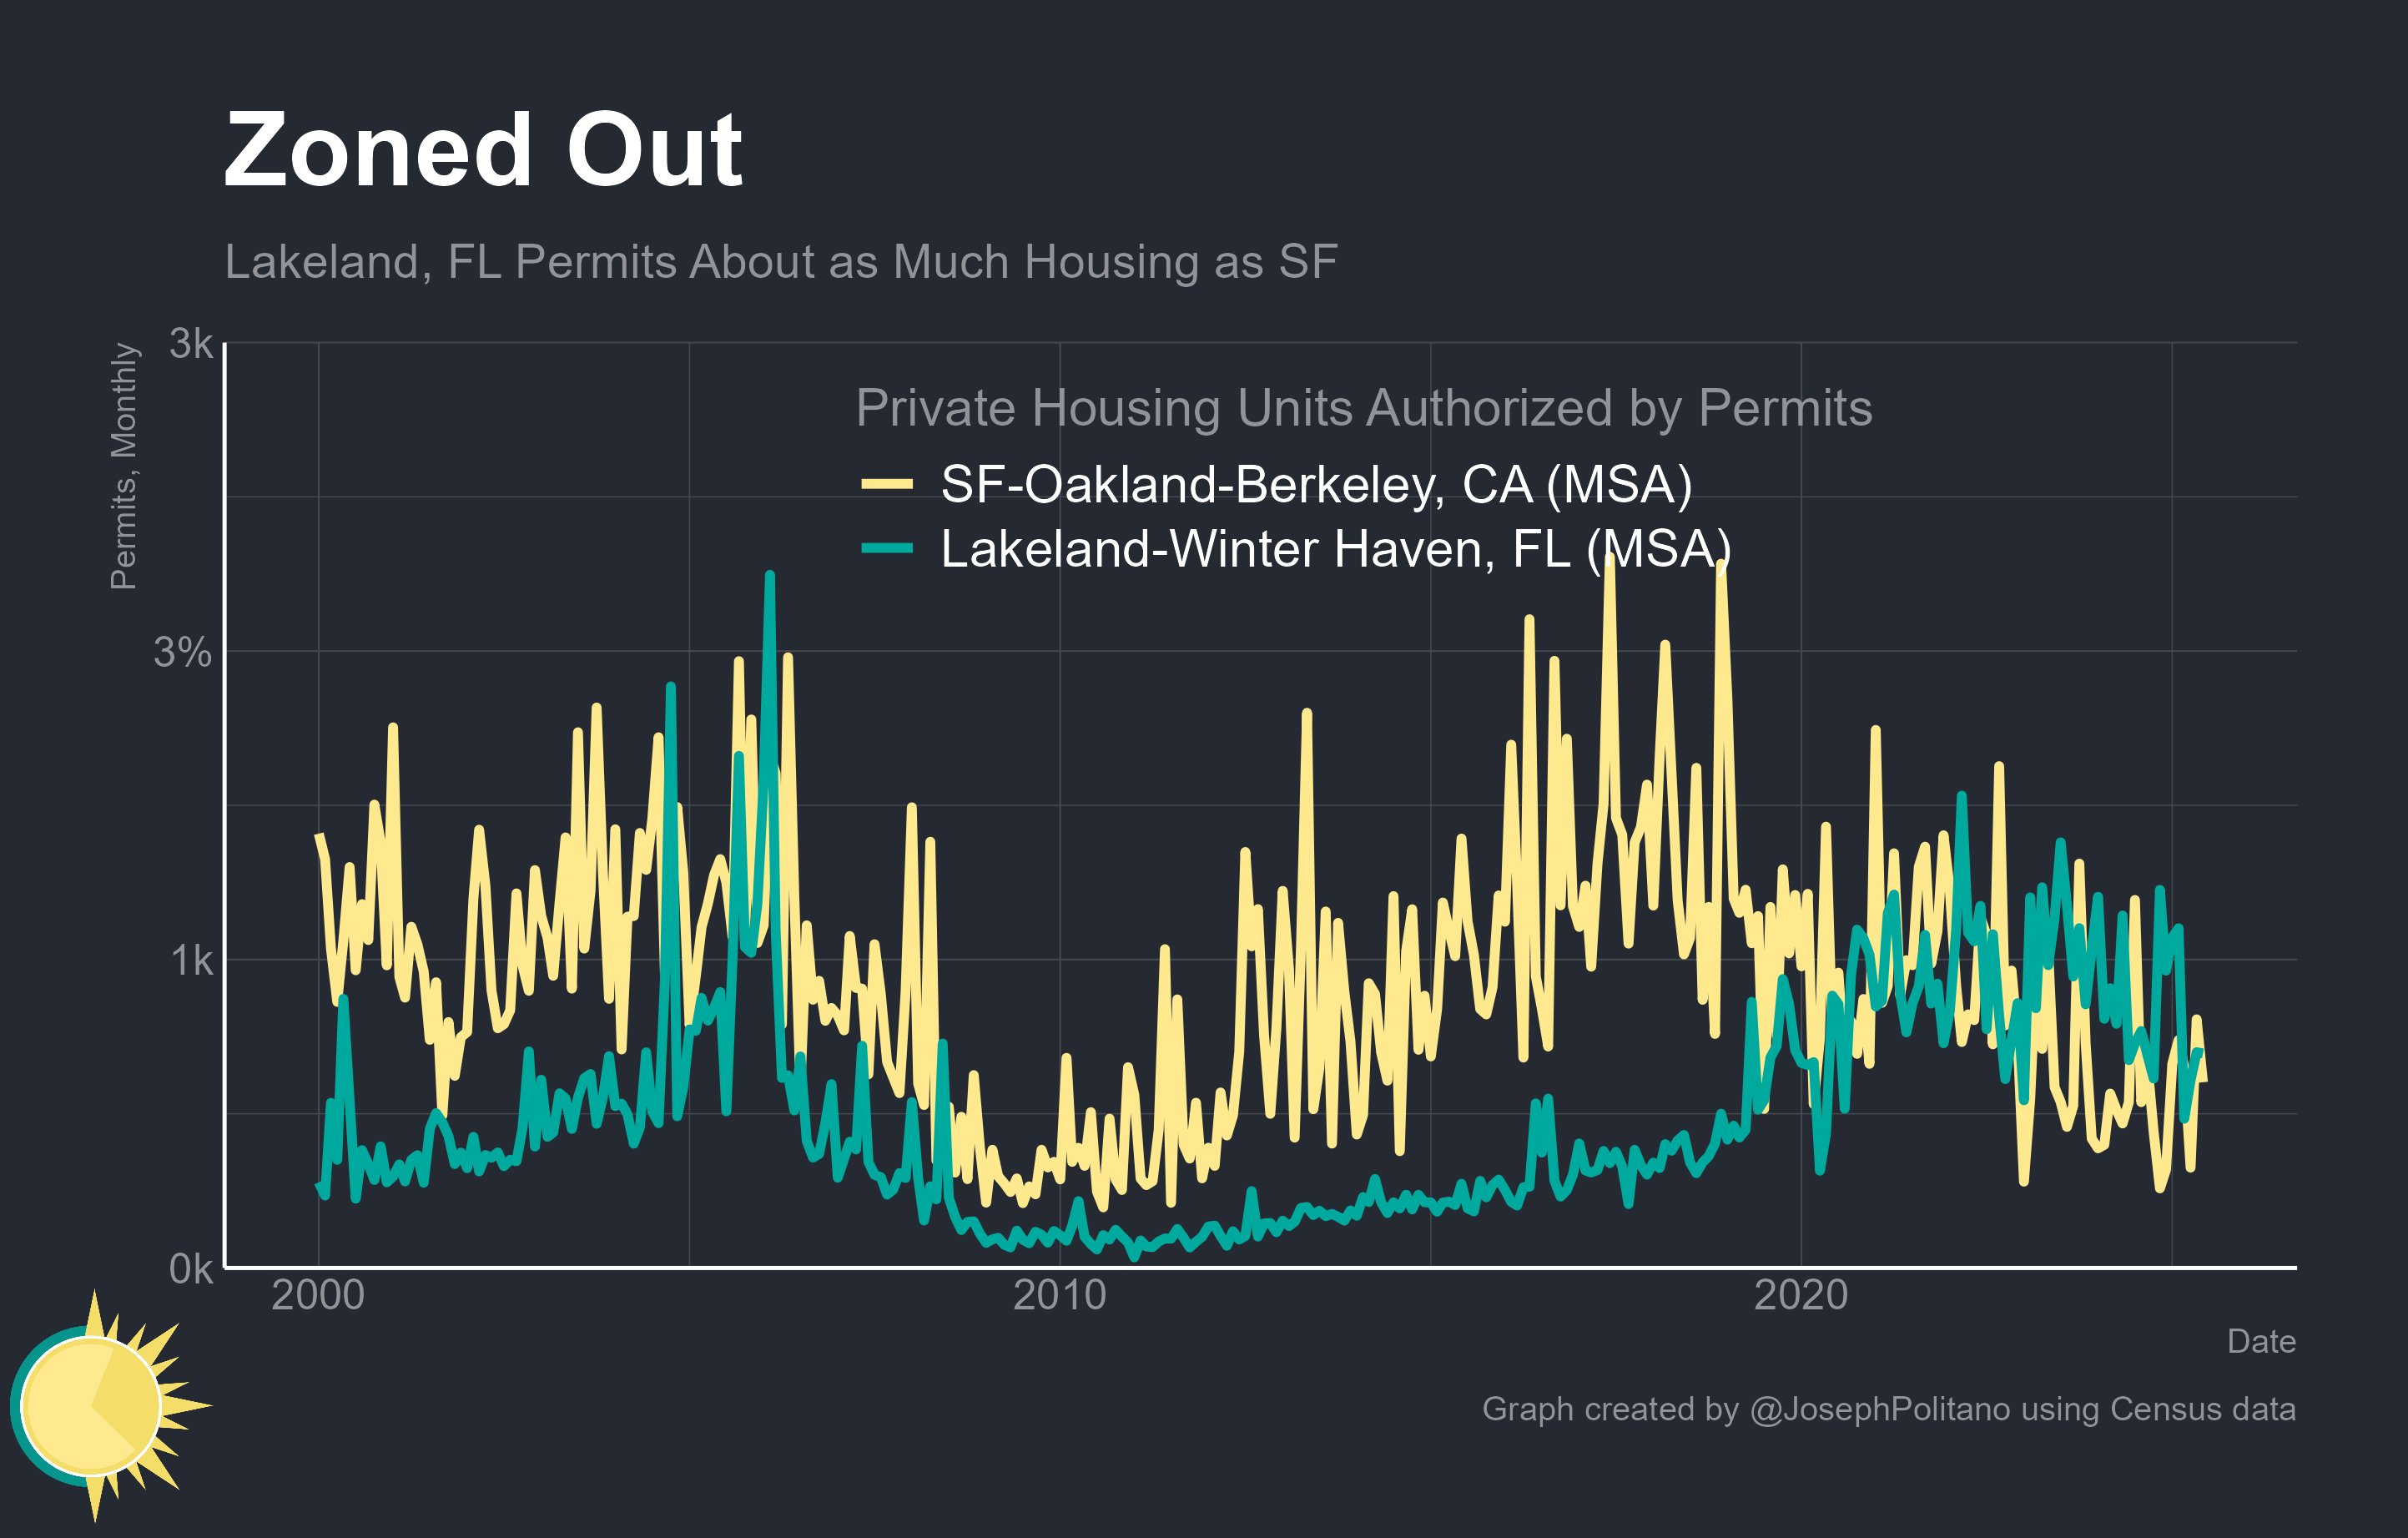 Zoned Out
Lakeland, FL Permits About as Much Housing as SF
Permits, Monthly
3k
3%
1k
0k
Private Housing Units Authorized by Permits
SF-Oakland-Berkeley, CA (MSA)
Lakeland-Winter Haven, FL (MSA)
2000
2010
2020
Date
Graph created by @JosephPolitano using Census data